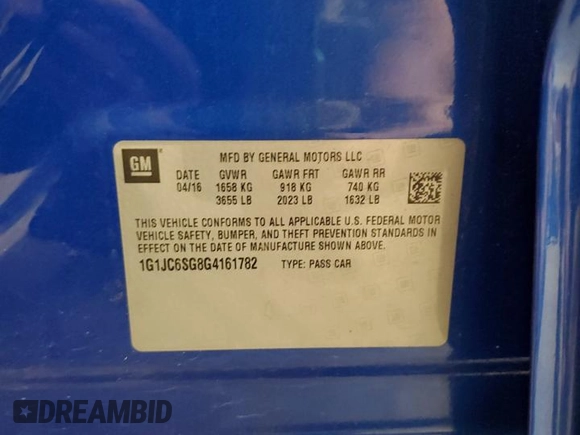 GM
MFD BY GENERAL MOTORS LLC
DATE GVWR GAWR FRT GAWR RR
04/16 1658 KG 918 KG 740 KG
3655 LB 2023 LB 1632 LB
THIS VEHICLE CONFORMS TO ALL APPLICABLE U.S. FEDERAL MOTOR
VEHICLE SAFETY, BUMPER, AND THEFT PREVENTION STANDARDS IN
EFFECT ON THE DATE OF MANUFACTURE SHOWN ABOVE.
1G1JC6SG8G4161782 TYPE: PASS CAR
DREAMBID